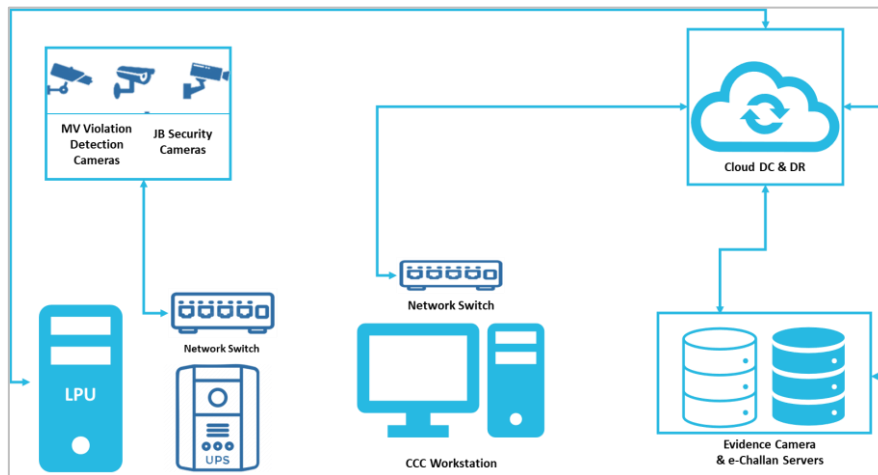 MV Violation
Detection
Cameras
JB Security
Cameras
Cloud DC & DR
Network Switch
Network Switch
LPU
UPS
CCC Workstation
Evidence Camera
& e-Challan Servers